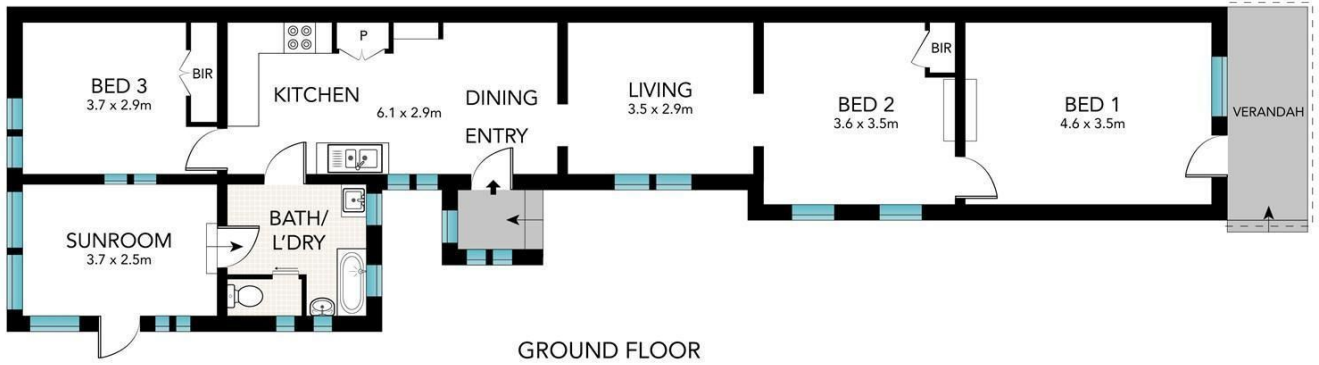 BED 3
3.7 x 2.9m
BIR
KITCHEN
P
6.1 x 2.9m
DINING
ENTRY
LIVING
3.5 x 2.9m
BED 2
3.6 x 3.5m
BIR
BED 1
4.6 x 3.5m
VERANDAH
SUNROOM
3.7 x 2.5m
BATH/
L'DRY
GROUND FLOOR